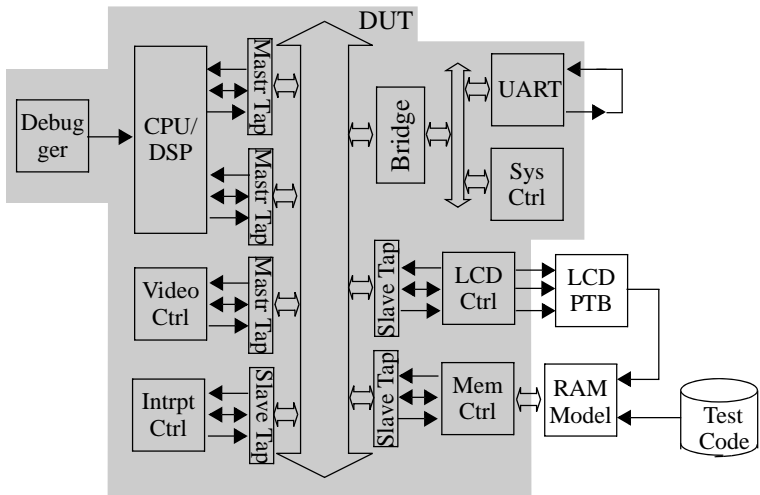 DUT
Debug
ger
CPU/
DSP
Mastr Tap
Mastr Tap
Bridge
UART
Sys
Ctrl
Video
Ctrl
Mastr Tap
Slave Tap
LCD
Ctrl
LCD
PTB
Intrpt
Ctrl
Slave Tap
Slave Tap
Mem
Ctrl
RAM
Model
Test
Code